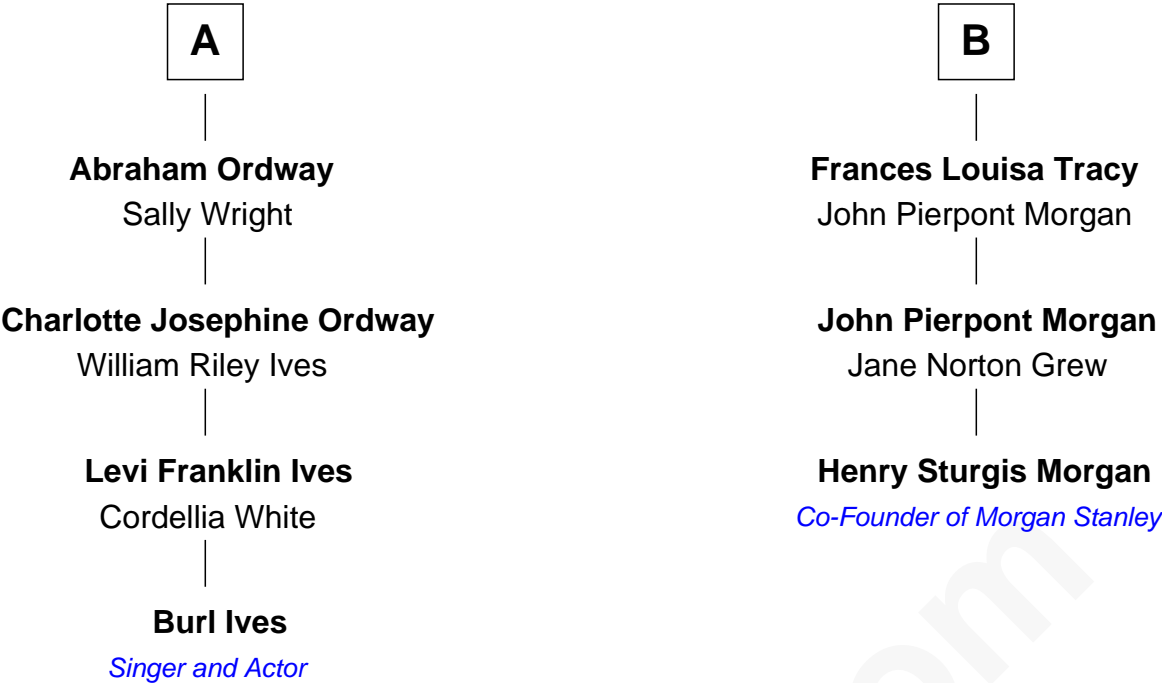 A
B
Abraham Ordway
Sally Wright
Frances Louisa Tracy
John Pierpont Morgan
Charlotte Josephine Ordway
William Riley Ives
John Pierpont Morgan
Jane Norton Grew
Levi Franklin Ives
Cordellia White
Henry Sturgis Morgan
Co-Founder of Morgan Stanley
Burl Ives
Singer and Actor
om